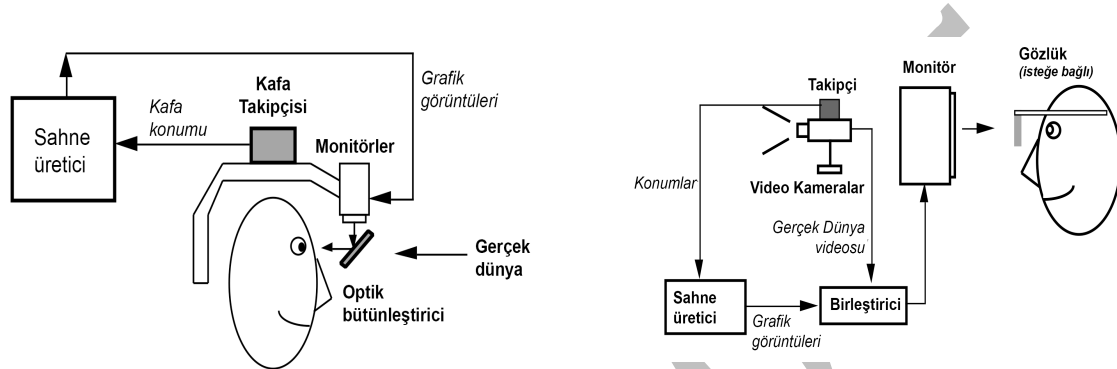 Sahne
üretici
Kafa
konumu
Kafa
Takipçisi
Grafik
görüntüleri
Monitörler
Gerçek
dünya
Optik
bütünleştirici
Takipçi
Monitör
Gözlük
(isteğe bağlı)
Konumlar
Video Kameralar
Gerçek Dünya
videosu
Sahne
üretici
Grafik
görüntüleri
Birleştirici